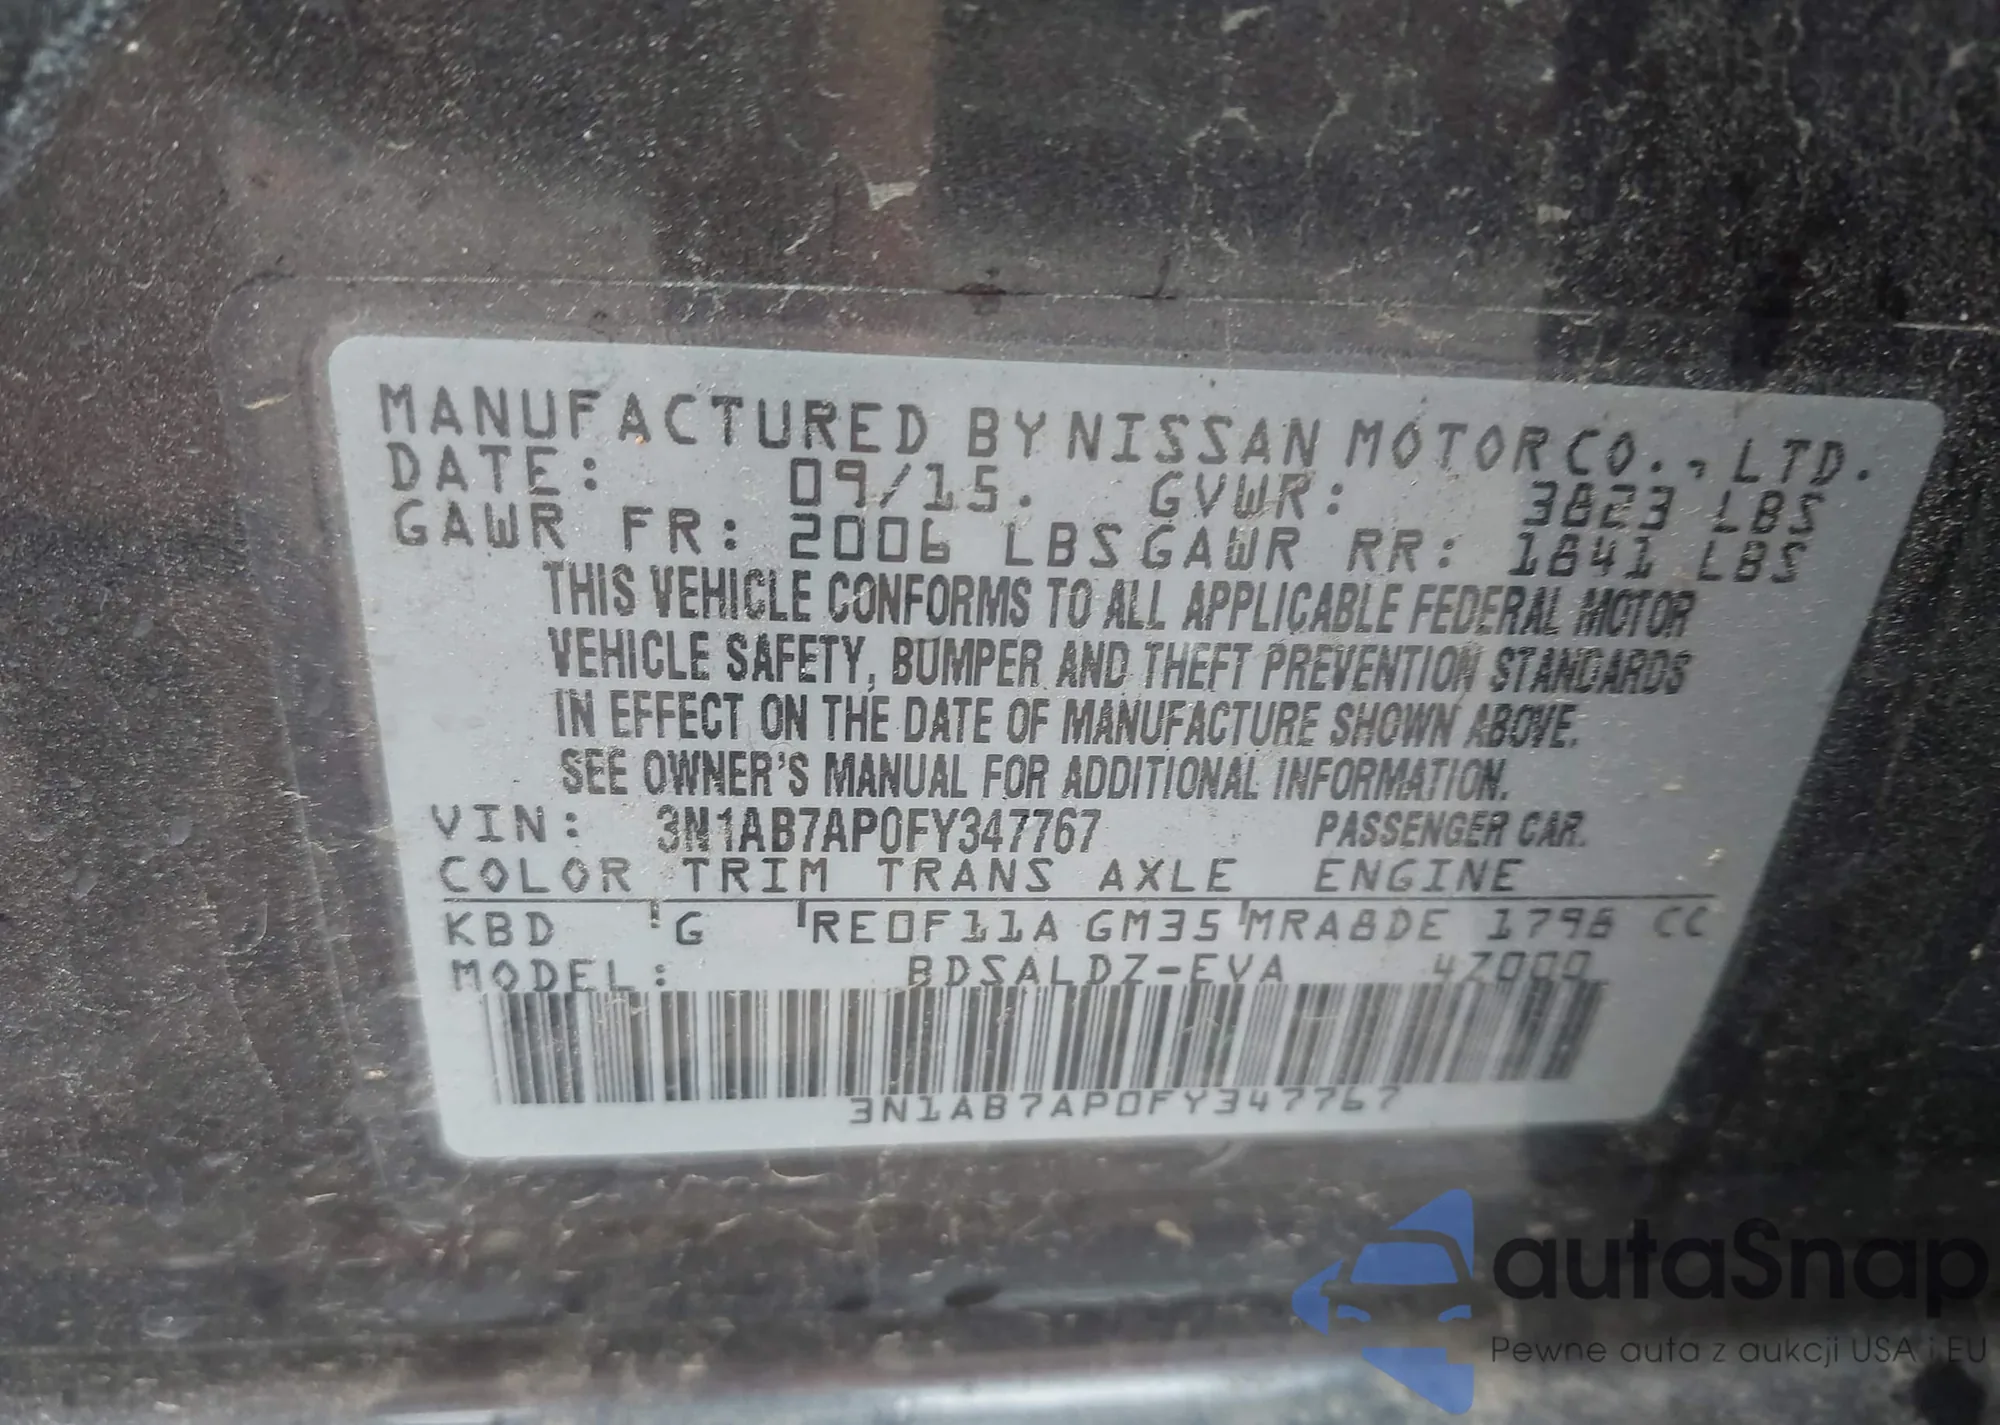 MANUFACTURED BY NISSAN MOTOR CO., LTD.
DATE: 09/15. GVWR: 3823 LBS
GAWR FR: 2006 LBS GAWR RR: 1841 LBS
THIS VEHICLE CONFORMS TO ALL APPLICABLE FEDERAL MOTOR
VEHICLE SAFETY, BUMPER AND THEFT PREVENTION STANDARDS
IN EFFECT ON THE DATE OF MANUFACTURE SHOWN ABOVE.
SEE OWNER'S MANUAL FOR ADDITIONAL INFORMATION.
VIN: 3N1AB7AP0FY347767 PASSENGER CAR.
COLOR TRIM TRANS AXLE ENGINE
KBD G RE0F11A GM35 MRA8DE 1798 CC
MODEL: BDSALDZ-EVA 4Z000
3N1AB7AP0FY347767
autaSnap
Pewne auta z aukcji USA i EU